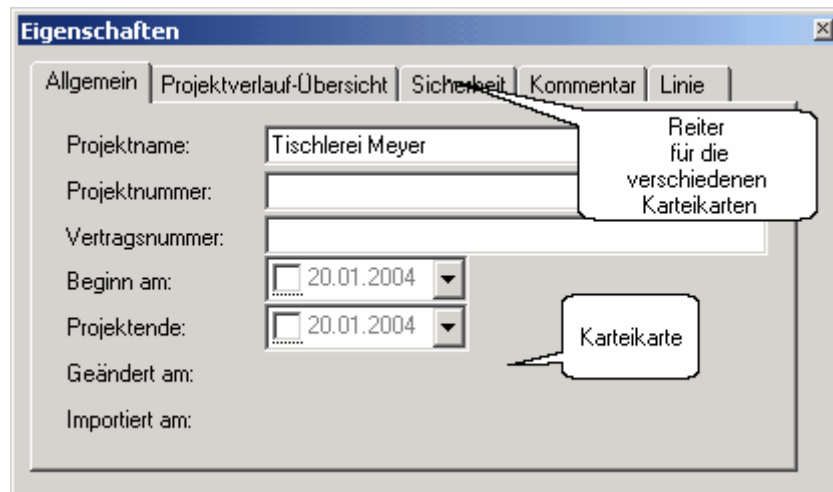 Eigenschaften
Allgemein
Projektverlauf-Übersicht
Sicherheit
Kommentar
Linie
Reiter
für die
verschiedenen
Karteikarten
Projektname:
Tischlerei Meyer
Projektnummer:
Vertragsnummer:
Beginn am:
20.01.2004
Projektende:
20.01.2004
Karteikarte
Geändert am:
Importiert am: